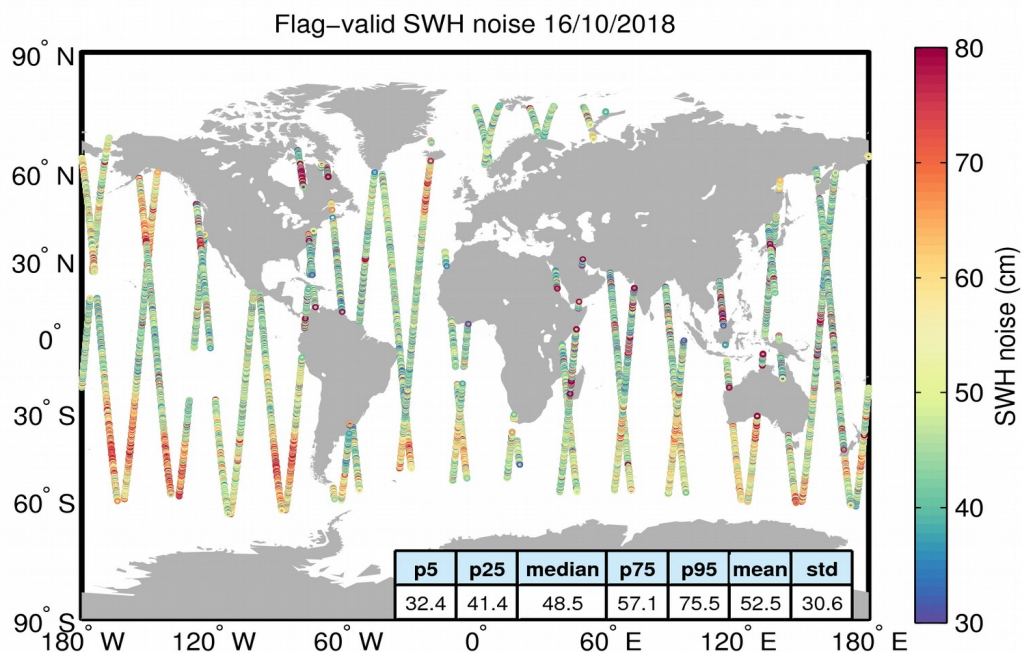 Flag−valid SWH noise 16/10/2018
90° N
60° N
30° N
0°
30° S
60° S
90° S
180° W
120° W
60° W
0°
60° E
120° E
180° E
p5 p25 median p75 p95 mean std
32.4 41.4 48.5 57.1 75.5 52.5 30.6
80
70
60
50
40
30
SWH noise (cm)